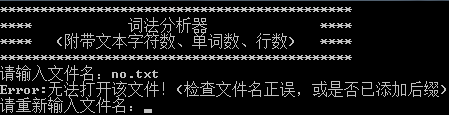 ************************************
****        词法分析器        ****
****  (附带文本字符数、单词数、行数)  ****
************************************
请输入文件名：no.txt
Error:无法打开该文件!(检查文件名正误，或是否已添加后缀)
请重新输入文件名：